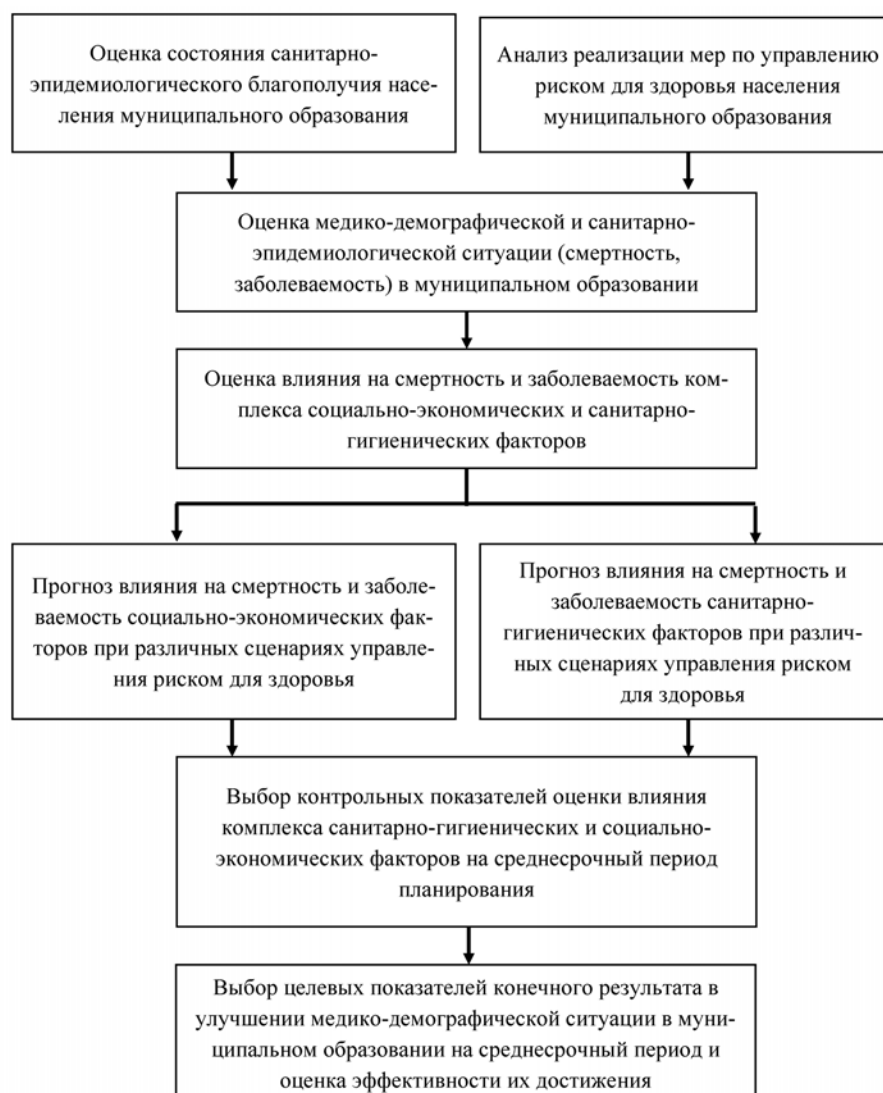 Оценка состояния санитарно-
эпидемиологического благополучия насе-
ления муниципального образования
Анализ реализации мер по управлению
риском для здоровья населения
муниципального образования
Оценка медико-демографической и санитарно-
эпидемиологической ситуации (смертность,
заболеваемость) в муниципальном образовании
Оценка влияния на смертность и заболеваемость ком-
плекса социально-экономических и санитарно-
гигиенических факторов
Прогноз влияния на смертность и заболе-
ваемость социально-экономических фак-
торов при различных сценариях управле-
ния риском для здоровья
Прогноз влияния на смертность и
заболеваемость санитарно-
гигиенических факторов при различ-
ных сценариях управления риском
для здоровья
Выбор контрольных показателей оценки влияния
комплекса санитарно-гигиенических и социально-
экономических факторов на среднесрочный период
планирования
Выбор целевых показателей конечного результата в
улучшении медико-демографической ситуации в муни-
ципальном образовании на среднесрочный период и
оценка эффективности их достижения